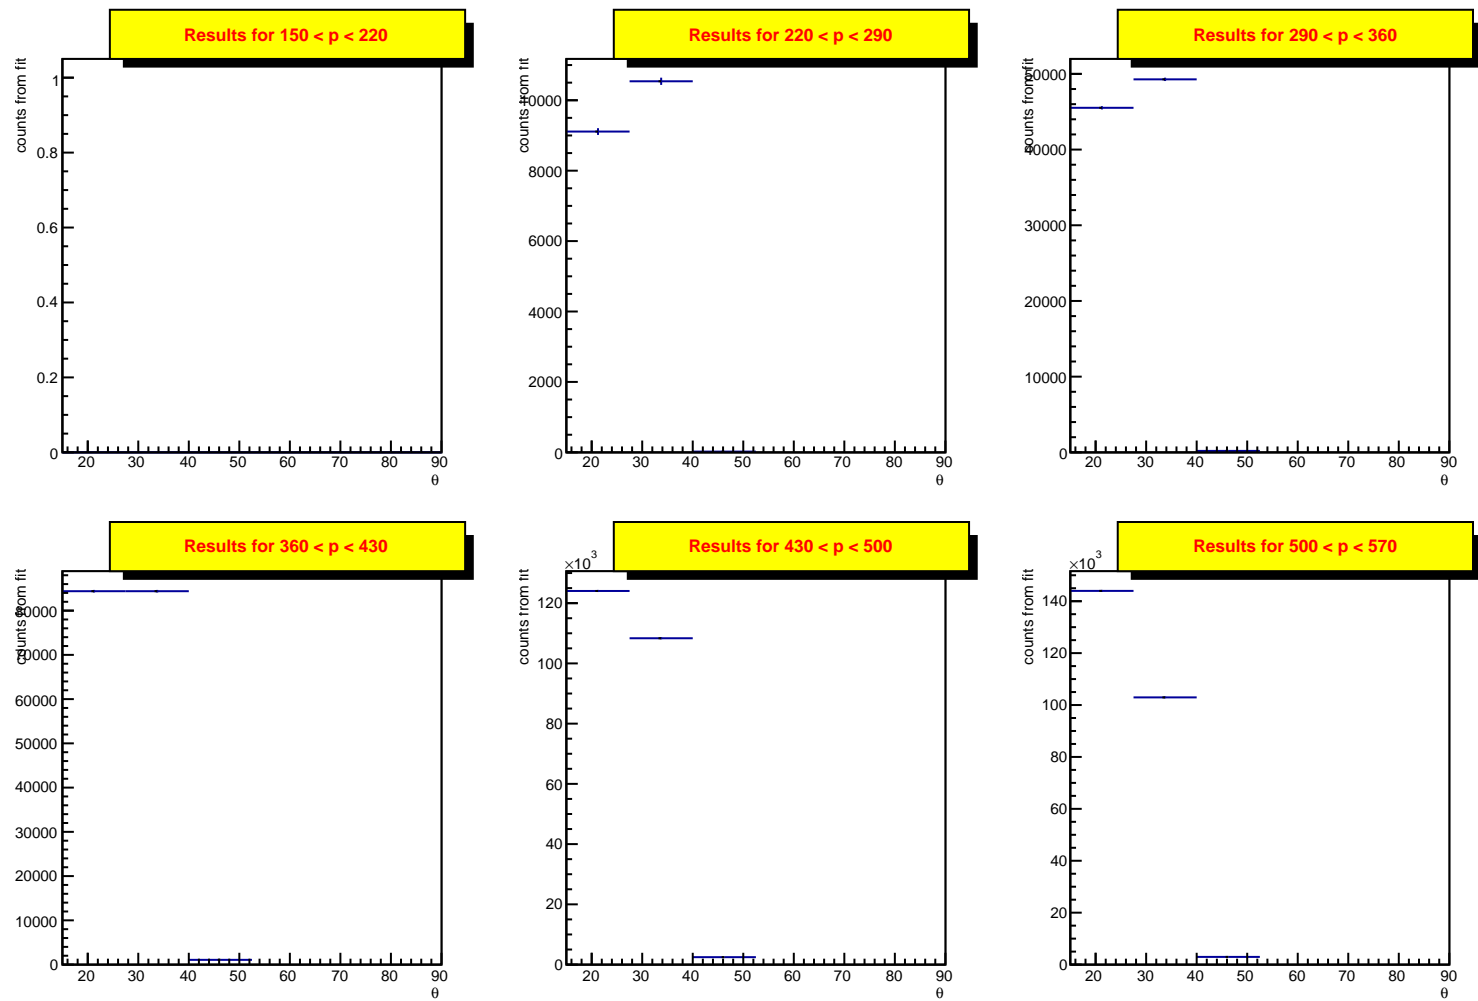 Results for 150 < p < 220
counts from fit
1
0.8
0.6
0.4
0.2
0
20 30 40 50 60 70 80 90
θ
Results for 220 < p < 290
counts from fit
10000
8000
6000
4000
2000
0
20 30 40 50 60 70 80 90
θ
Results for 290 < p < 360
counts from fit
50000
40000
30000
20000
10000
0
20 30 40 50 60 70 80 90
θ
Results for 360 < p < 430
counts from fit
80000
70000
60000
50000
40000
30000
20000
10000
0
20 30 40 50 60 70 80 90
θ
Results for 430 < p < 500
×10³
counts from fit
120
100
80
60
40
20
0
20 30 40 50 60 70 80 90
θ
Results for 500 < p < 570
×10³
counts from fit
140
120
100
80
60
40
20
0
20 30 40 50 60 70 80 90
θ